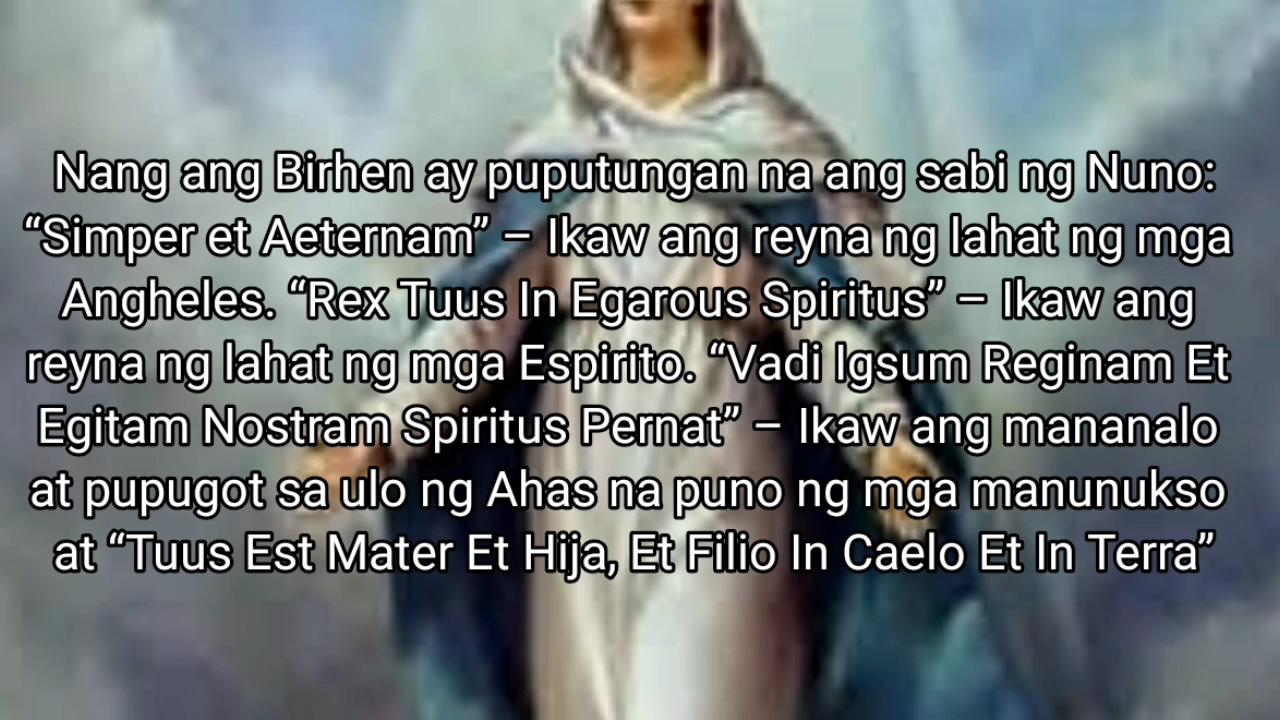 Nang ang Birhen ay puputungan na ang sabi ng Nuno:
“Simper et Aeternam” – Ikaw ang reyna ng lahat ng mga
Angheles. “Rex Tuus In Egarous Spiritus” – Ikaw ang
reyna ng lahat ng mga Espirito. “Vadi Igsum Reginam Et
Egitam Nostram Spiritus Pernat” – Ikaw ang mananalo
at pupugot sa ulo ng Ahas na puno ng mga manunukso
at “Tuus Est Mater Et Hija, Et Filio In Caelo Et In Terra”